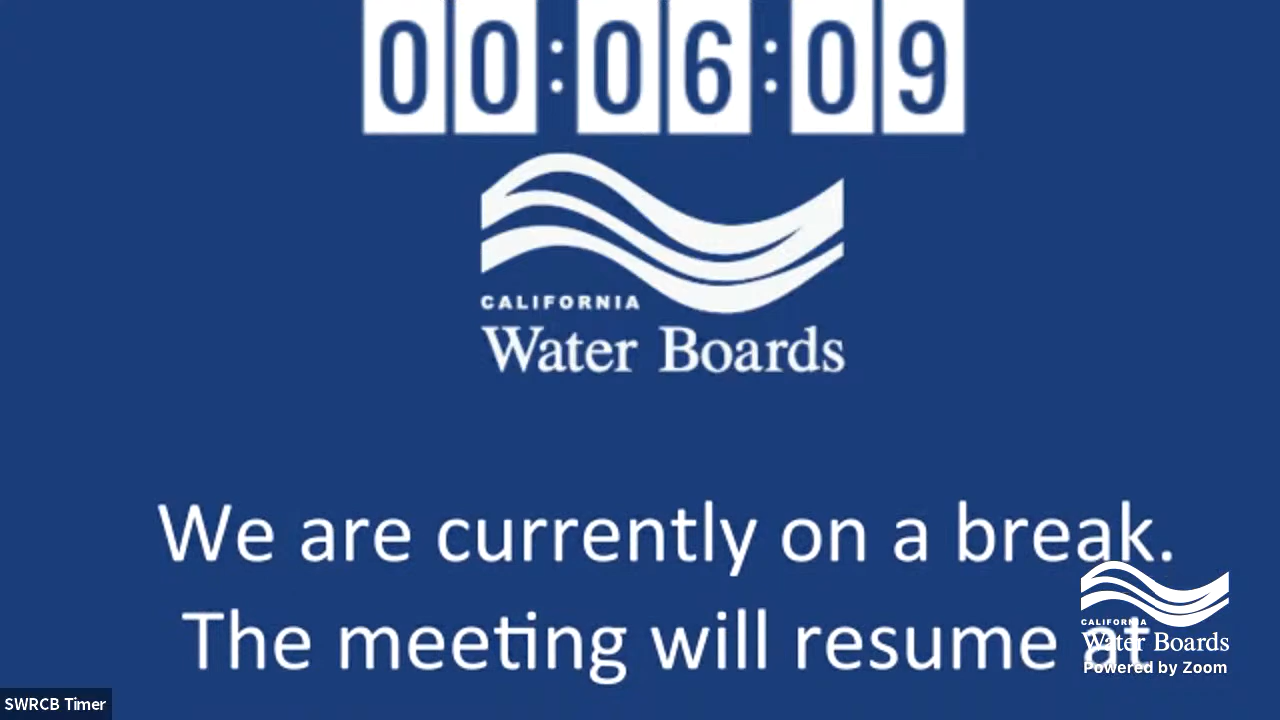 00:06:09
CALIFORNIA
Water Boards
We are currently on a break.
The meeting will resume at
CALIFORNIA
Water Boards
Powered by Zoom
SWRCB Timer